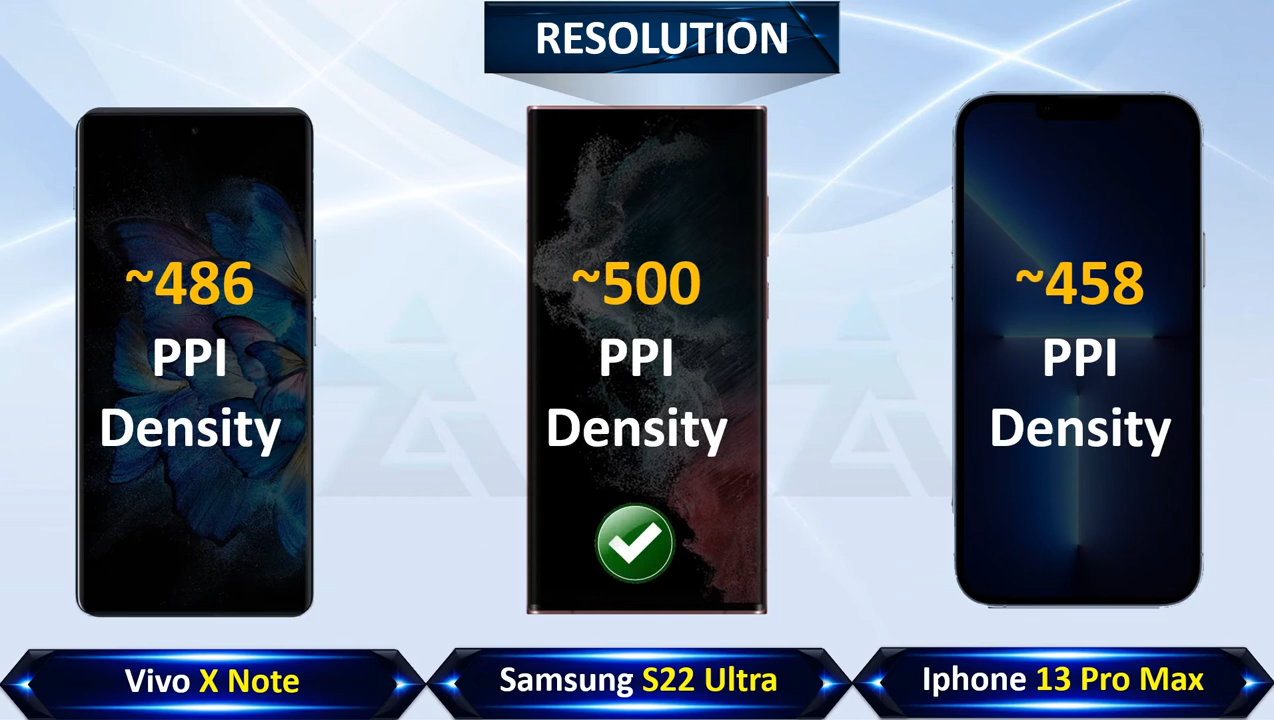 RESOLUTION
~486
PPI
Density
~500
PPI
Density
~458
PPI
Density
Vivo X Note
Samsung S22 Ultra
Iphone 13 Pro Max